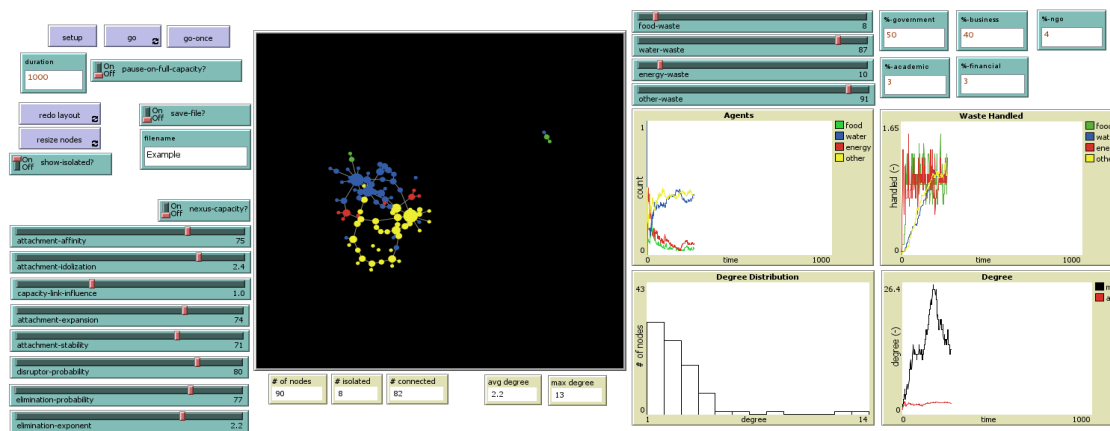 setup
go
go-once
duration
1000
On
Off
pause-on-full-capacity?
redo layout
resize nodes
On
Off
save-file?
filename
Example
On
Off
show-isolated?
On
Off
nexus-capacity?
attachment-affinity 75
attachment-idolization 2.4
capacity-link-influence 1.0
attachment-expansion 74
attachment-stability 71
disruptor-probability 80
elimination-probability 77
elimination-exponent 2.2
# of nodes
90
# isolated
8
# connected
82
avg degree
2.2
max degree
13
food-waste 8
water-waste 87
energy-waste 10
other-waste 91
%-government
50
%-business
40
%-ngo
4
%-academic
3
%-financial
3
Agents
1
count
0
0
time
1000
food
water
energy
other
Waste Handled
1.65
handled (-)
0
0
time
1000
food
other
Degree Distribution
43
# of nodes
0
1
degree
14
Degree
26.4
degree (-)
0
0
time
1000